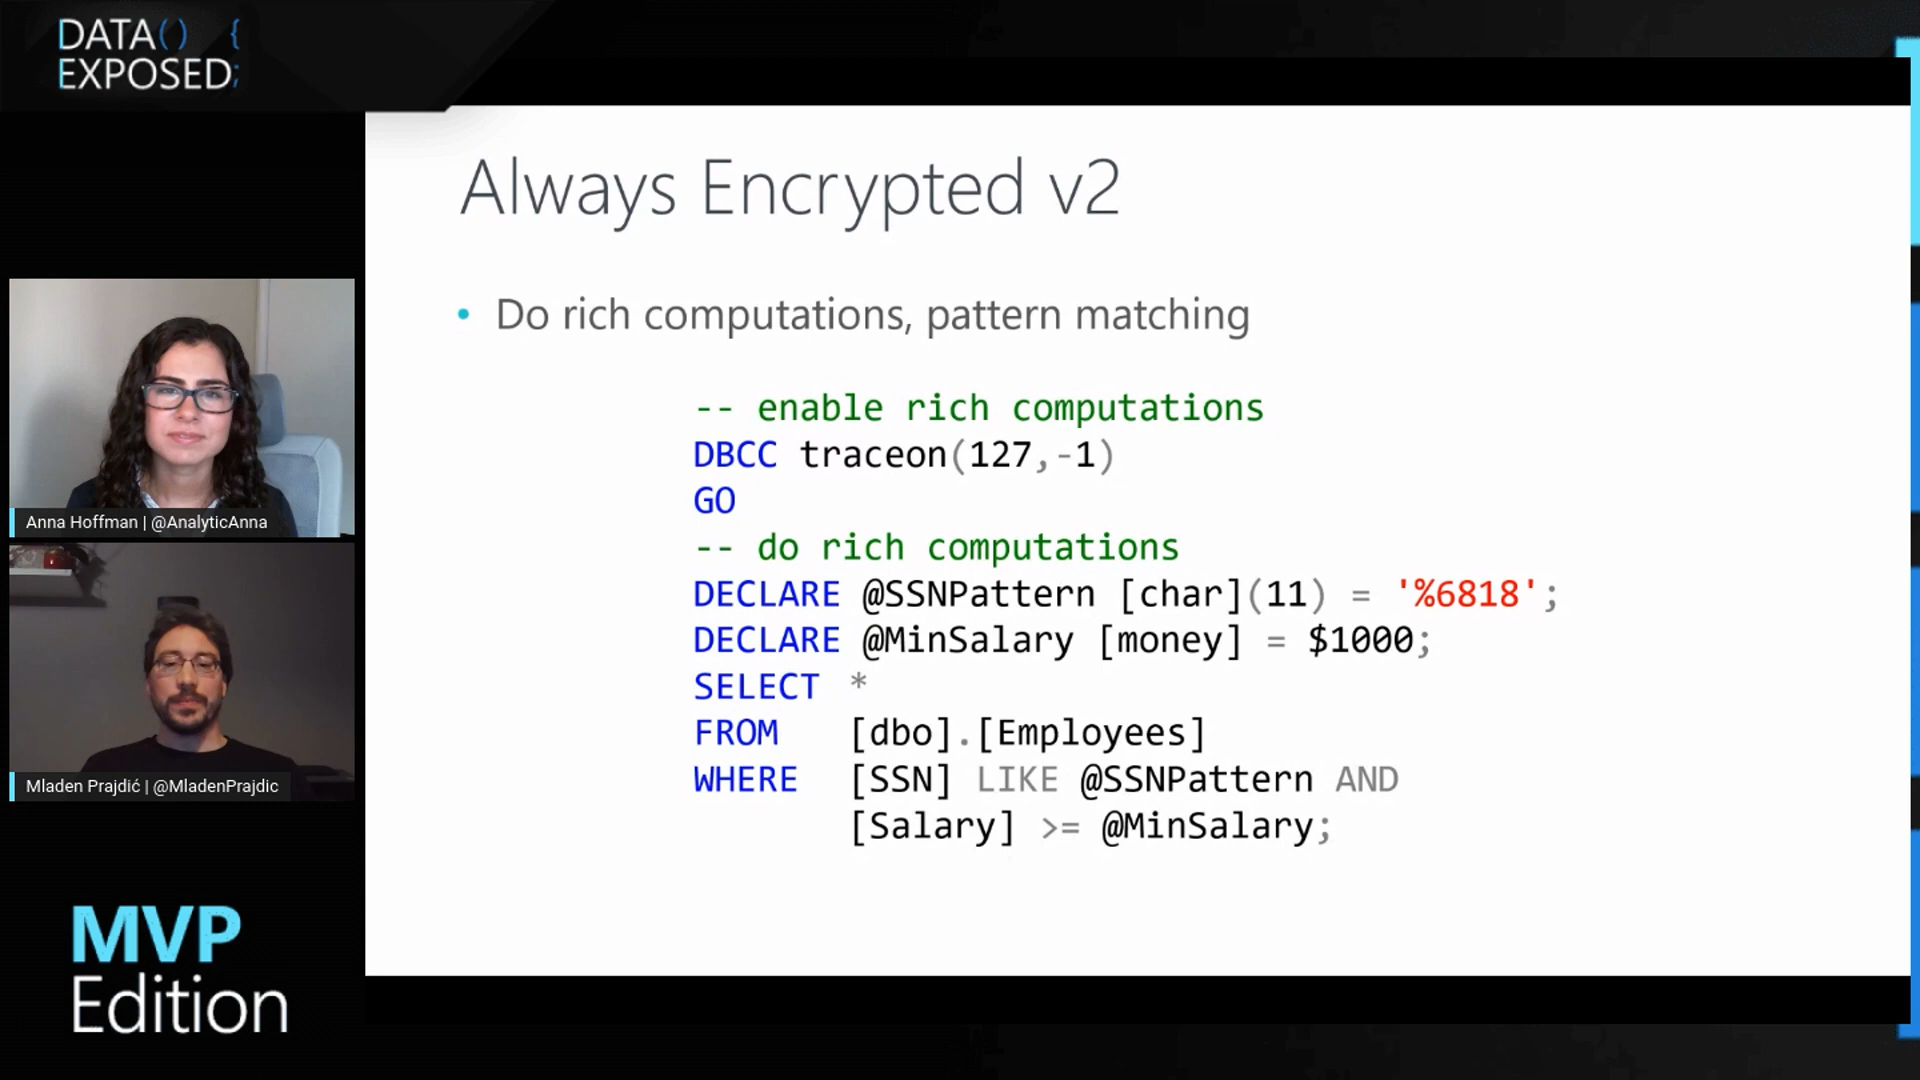 DATA() {
EXPOSED;
Always Encrypted v2
• Do rich computations, pattern matching
-- enable rich computations
DBCC traceon(127,-1)
GO
-- do rich computations
DECLARE @SSNPattern [char](11) = '%6818';
DECLARE @MinSalary [money] = $1000;
SELECT *
FROM [dbo].[Employees]
WHERE [SSN] LIKE @SSNPattern AND
[Salary] >= @MinSalary;
Anna Hoffman | @AnalyticAnna
Mladen Prajdić | @MladenPrajdic
MVP
Edition